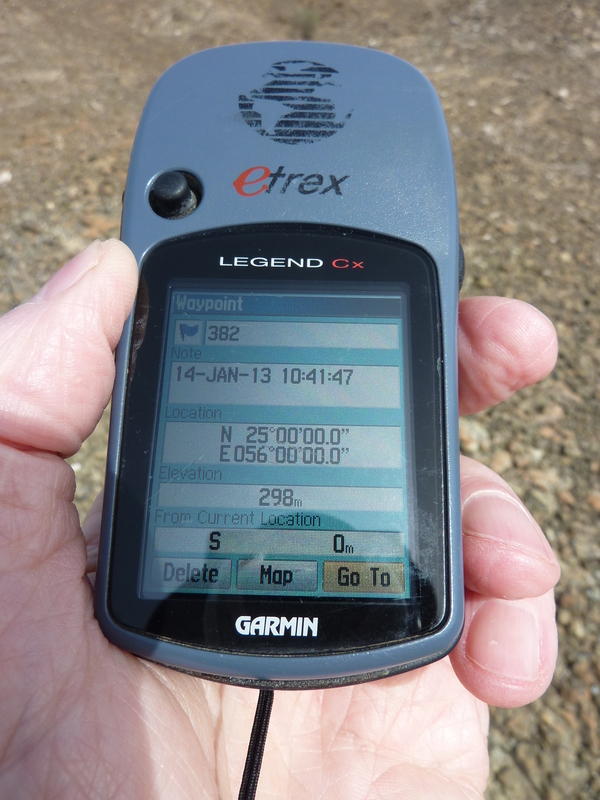 etrex
LEGEND Cx
Waypoint
382
Note
14-JAN-13 10:41:47
Location
N 25°00'00.0"
E 056°00'00.0"
Elevation
298m
From Current Location
S 0m
Delete Map Go To
GARMIN